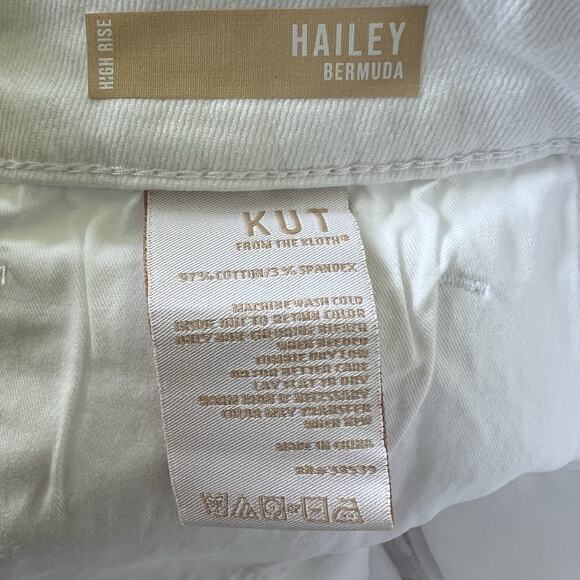 HIGH RISE
HAILEY
BERMUDA
KUT
FROM THE KLOTH®
97% COTTON/3% SPANDEX
MACHINE WASH COLD
INSIDE OUT TO RETAIN COLOR
ONLY NON-CHLORINE BLEACH
WHEN NEEDED
TUMBLE DRY LOW
OR FOR BETTER CARE
LAY FLAT TO DRY
WARM IRON IF NECESSARY
COLOR MAY TRANSFER
WHEN NEW
MADE IN CHINA
OR